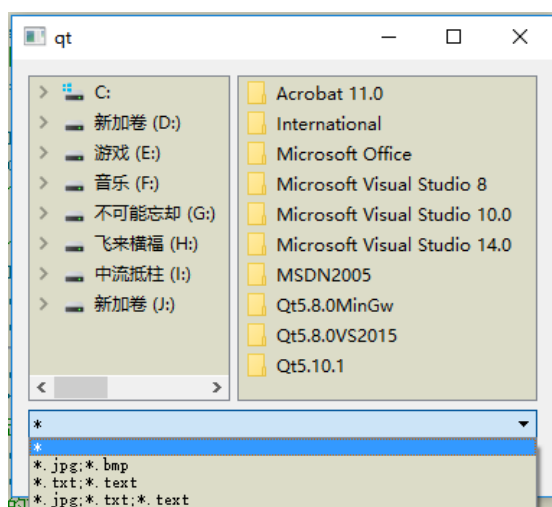 qt
C:
新加卷 (D:)
游戏 (E:)
音乐 (F:)
不可能忘却 (G:)
飞来横福 (H:)
中流抵柱 (I:)
新加卷 (J:)
Acrobat 11.0
International
Microsoft Office
Microsoft Visual Studio 8
Microsoft Visual Studio 10.0
Microsoft Visual Studio 14.0
MSDN2005
Qt5.8.0MinGw
Qt5.8.0VS2015
Qt5.10.1
*
*
*.jpg;*.bmp
*.txt;*.text
*.jpg;*.txt;*.text